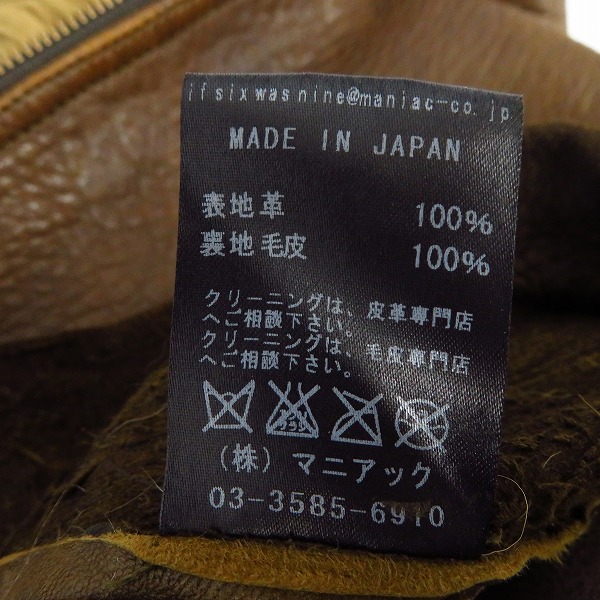 ifsixwasnine@maniac-co.jp
MADE IN JAPAN
表地革 100%
裏地毛皮 100%
クリーニングは、皮革専門店
へご相談下さい。
クリーニングは、毛皮専門店
へご相談下さい。
(株) マニアック
03-3585-6910